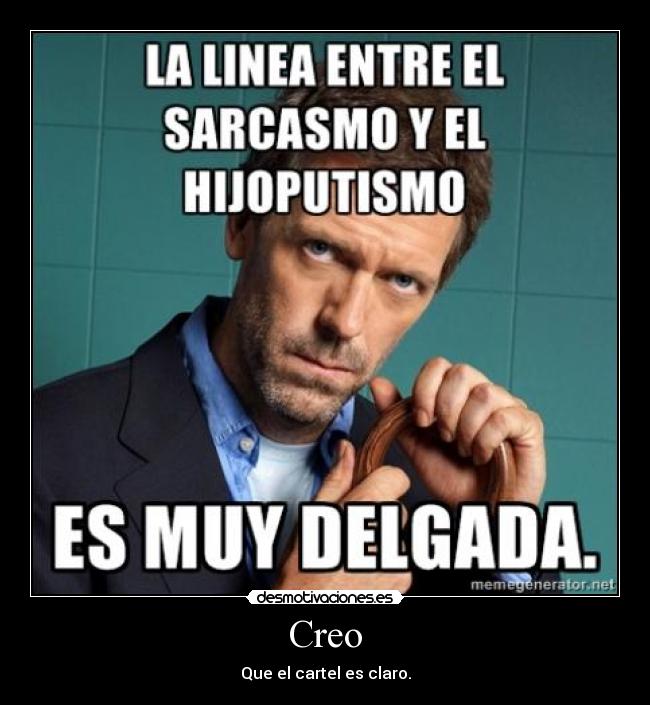 LA LINEA ENTRE EL
SARCASMO Y EL
HIJOPUTISMO
ES MUY DELGADA.
memegenerator.net
desmotivaciones.es
Creo
Que el cartel es claro.